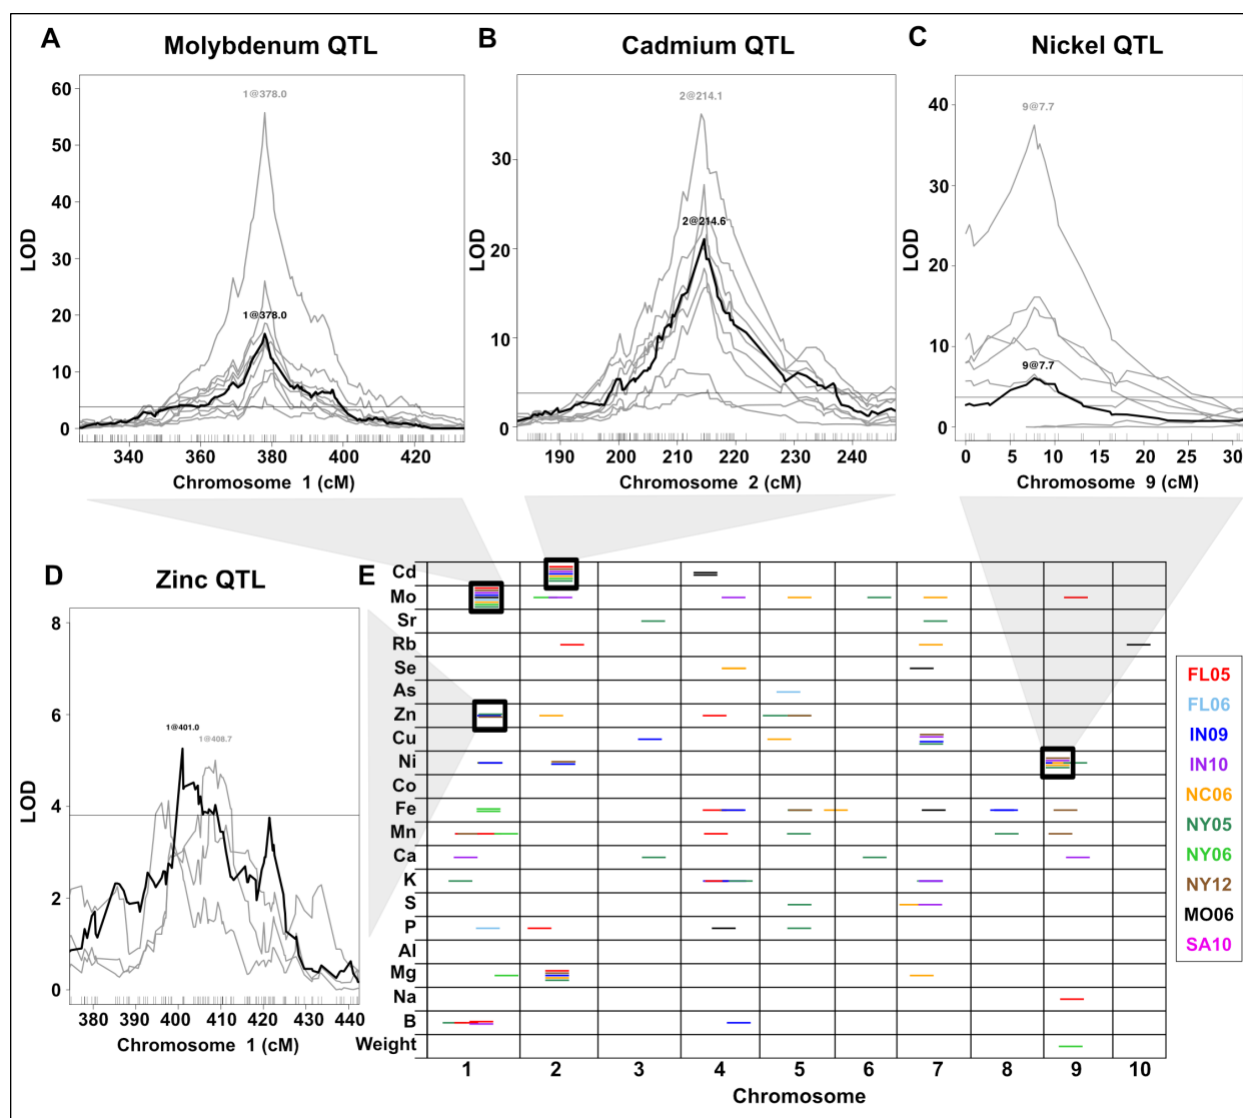 A
Molybdenum QTL
60
50
40
30
20
10
0
LOD
1@378.0
1@378.0
340
360
380
400
420
Chromosome 1 (cM)
B
Cadmium QTL
30
20
10
0
LOD
2@214.1
2@214.6
190
200
210
220
230
240
Chromosome 2 (cM)
C
Nickel QTL
40
30
20
10
0
LOD
9@7.7
9@7.7
0
5
10
15
20
25
30
Chromosome 9 (cM)
D
Zinc QTL
8
6
4
2
0
LOD
1@401.0
1@408.7
380
390
400
410
420
430
440
Chromosome 1 (cM)
E
Cd
Mo
Sr
Rb
Se
As
Zn
Cu
Ni
Co
Fe
Mn
Ca
K
S
P
Al
Mg
Na
B
Weight
1
2
3
4
5
6
7
8
9
10
Chromosome
FL05
FL06
IN09
IN10
NC06
NY05
NY06
NY12
MO06
SA10